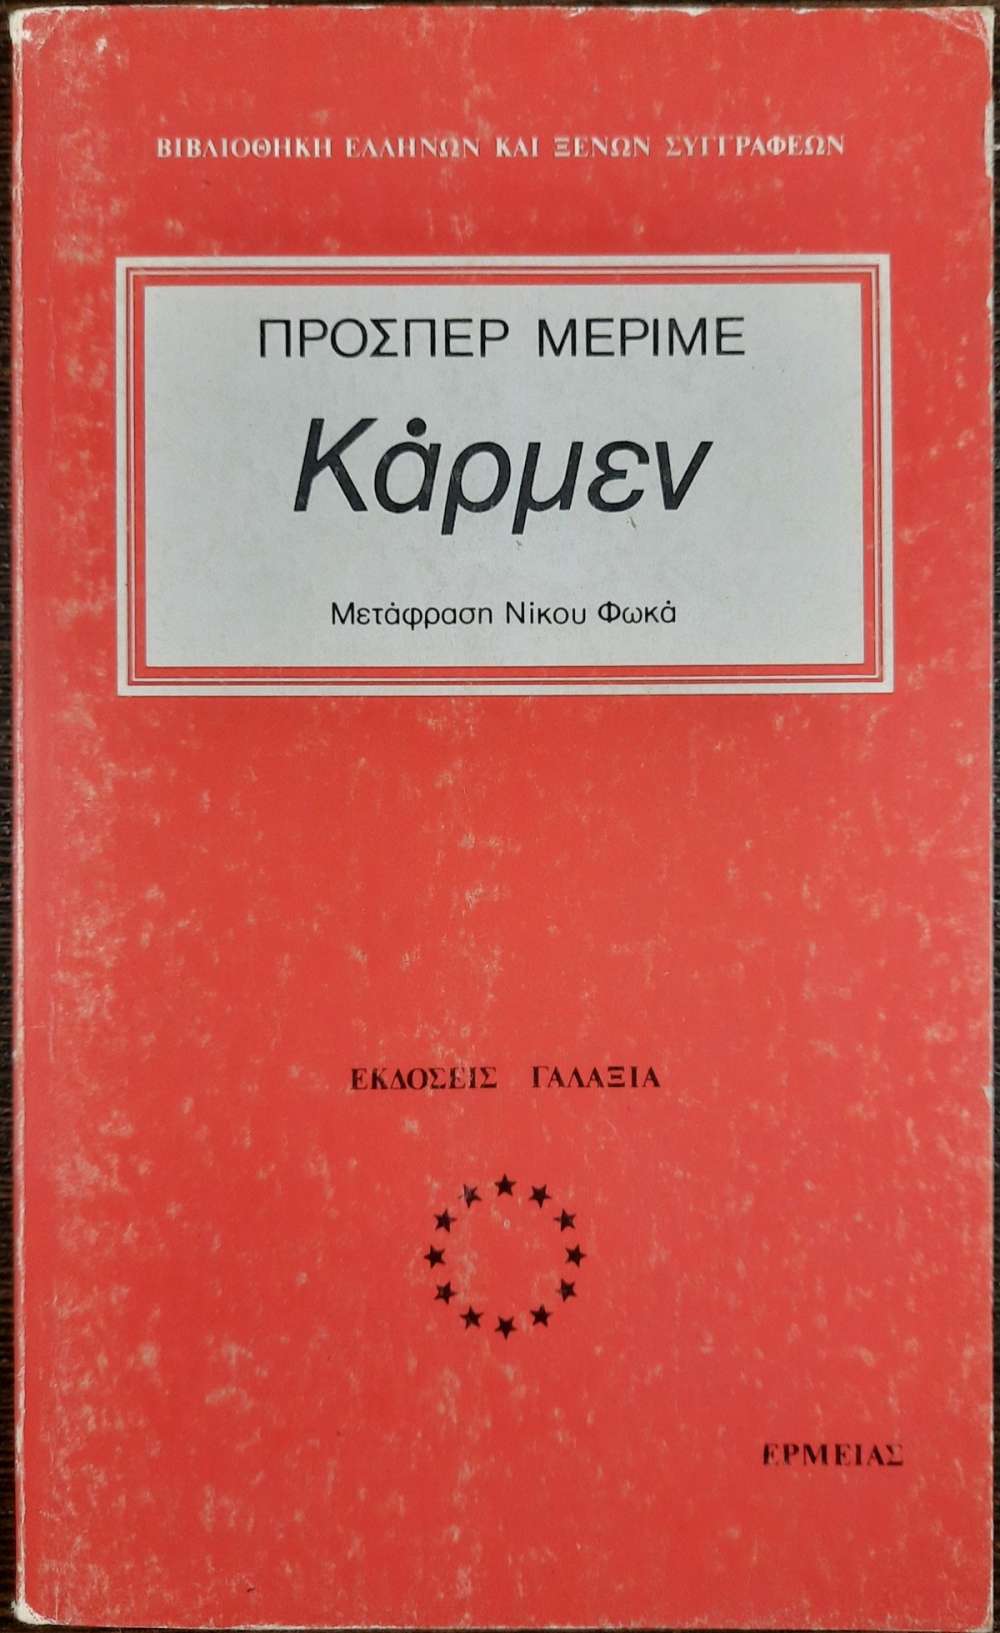 ΒΙΒΛΙΟΘΗΚΗ ΕΛΛΗΝΩΝ ΚΑΙ ΞΕΝΩΝ ΣΥΓΓΡΑΦΕΩΝ
ΠΡΟΣΠΕΡ ΜΕΡΙΜΕ
Κάρμεν
Μετάφραση Νίκου Φωκά
ΕΚΔΟΣΕΙΣ ΓΑΛΑΞΙΑ
ΕΡΜΕΙΑΣ